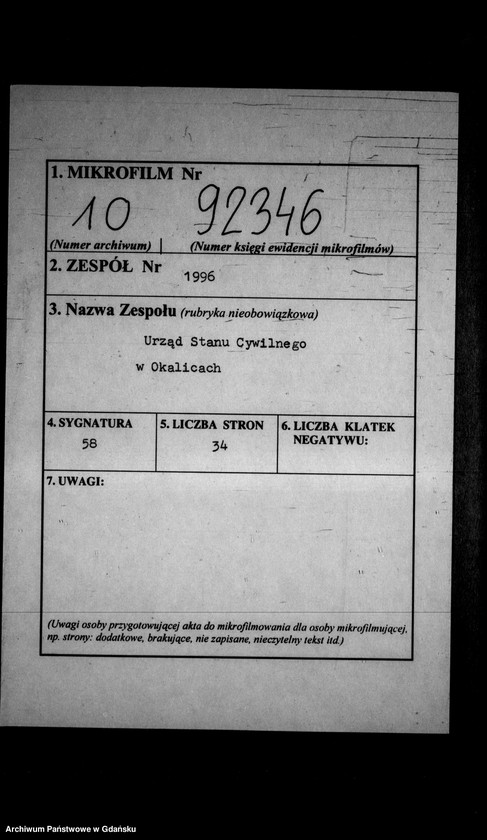 1. MIKROFILM Nr
10 92346
(Numer archiwum) (Numer księgi ewidencji mikrofilmów)
2. ZESPÓŁ Nr 1996
3. Nazwa Zespołu (rubryka nieobowiązkowa)
Urząd Stanu Cywilnego
w Okalicach
4. SYGNATURA 5. LICZBA STRON 6. LICZBA KLATEK
NEGATYWU:
58 34
7. UWAGI:
(Uwagi osoby przygotowującej akta do mikrofilmowania dla osoby mikrofilmującej,
np. strony: dodatkowe, brakujące, nie zapisane, nieczytelny tekst itd.)
Archiwum Państwowe w Gdańsku